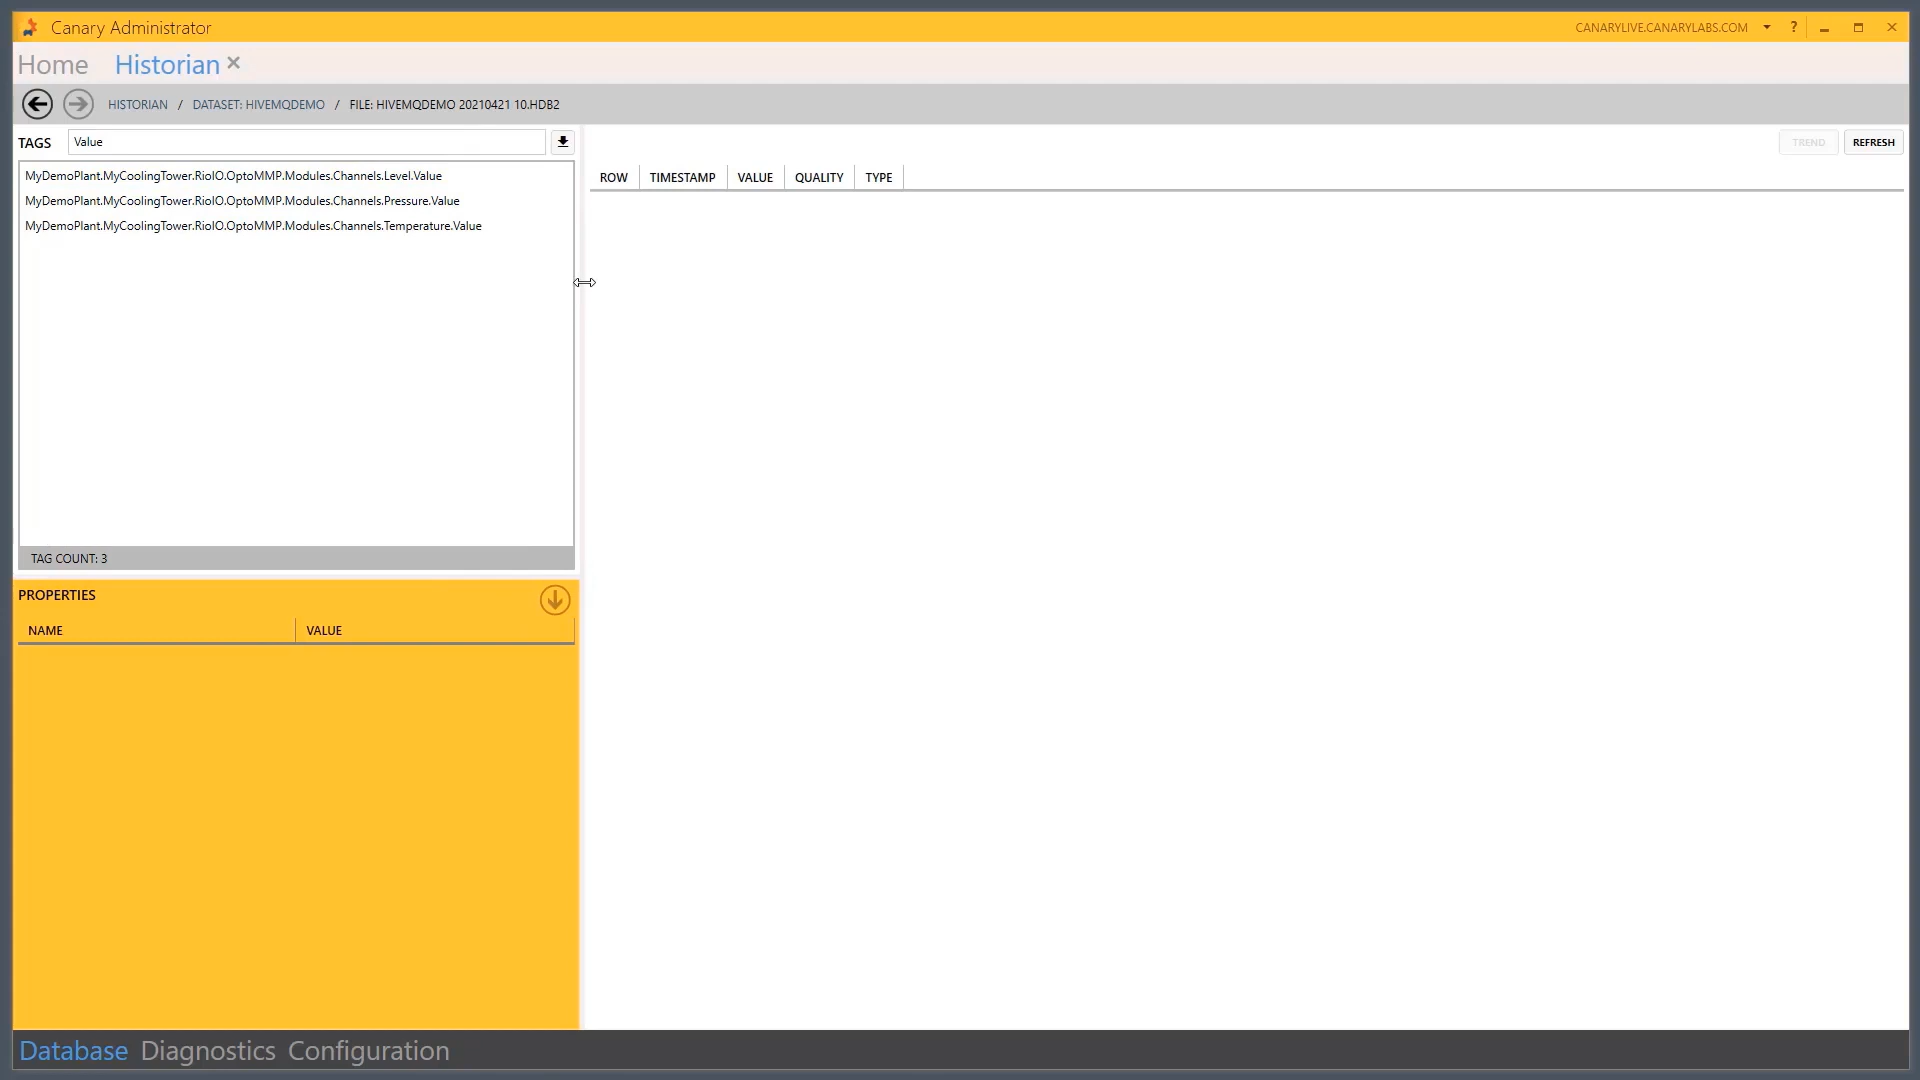 Canary Administrator
CANARYLIVE.CANARYLABS.COM ?
Home Historian
HISTORIAN / DATASET: HIVEMQDEMO / FILE: HIVEMQDEMO 20210421 10.HDB2
TAGS Value
TREND REFRESH
MyDemoPlant.MyCoolingTower.RioIO.OptoMMP.Modules.Channels.Level.Value
MyDemoPlant.MyCoolingTower.RioIO.OptoMMP.Modules.Channels.Pressure.Value
MyDemoPlant.MyCoolingTower.RioIO.OptoMMP.Modules.Channels.Temperature.Value
TAG COUNT: 3
ROW TIMESTAMP VALUE QUALITY TYPE
PROPERTIES
NAME VALUE
Database Diagnostics Configuration